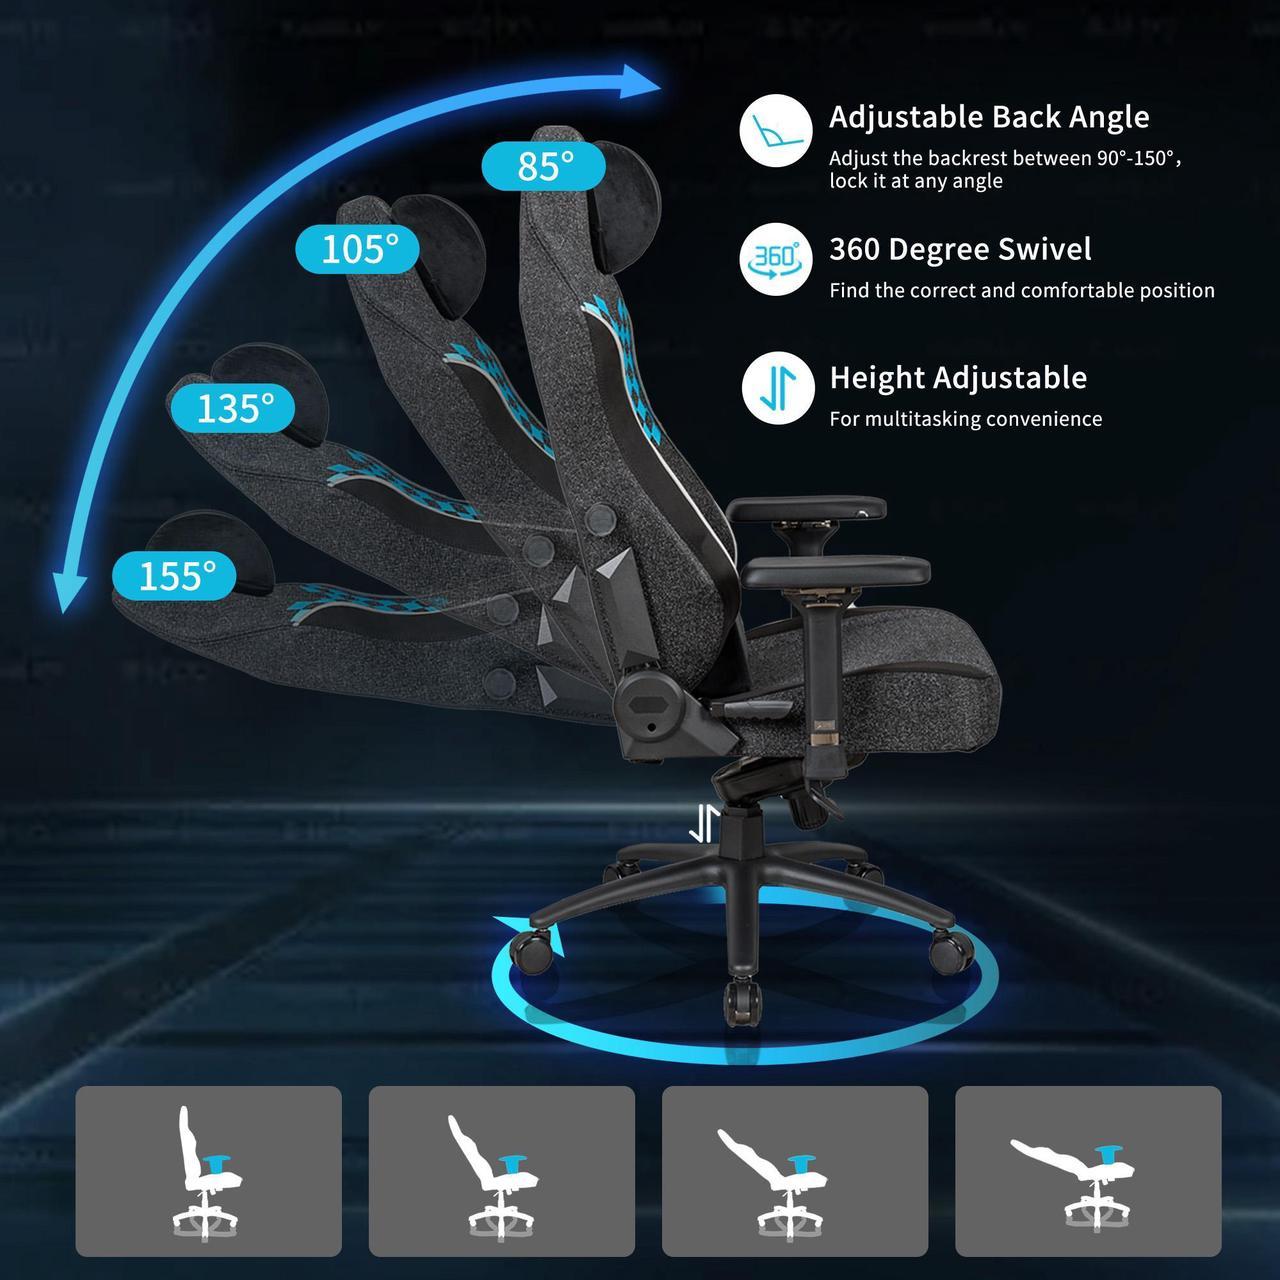 Adjustable Back Angle
Adjust the backrest between 90°-150°,
lock it at any angle
360°
360 Degree Swivel
Find the correct and comfortable position
Height Adjustable
For multitasking convenience
85°
105°
135°
155°